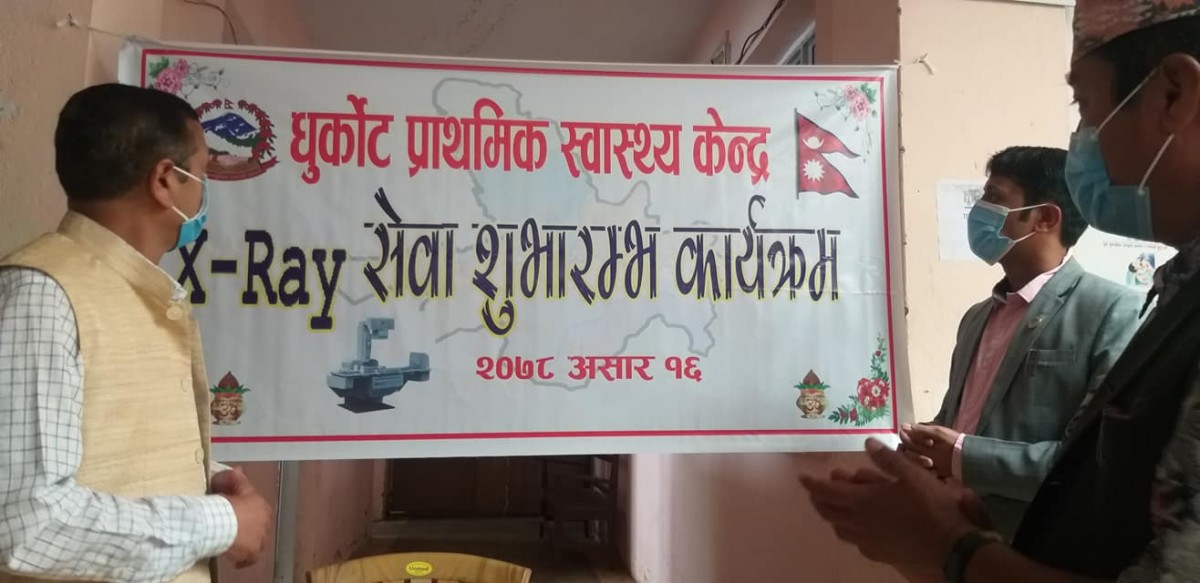 धुर्कोट प्राथमिक स्वास्थ्य केन्द्र
X-Ray सेवा शुभारम्भ कार्यक्रम
२०७८ असार १६